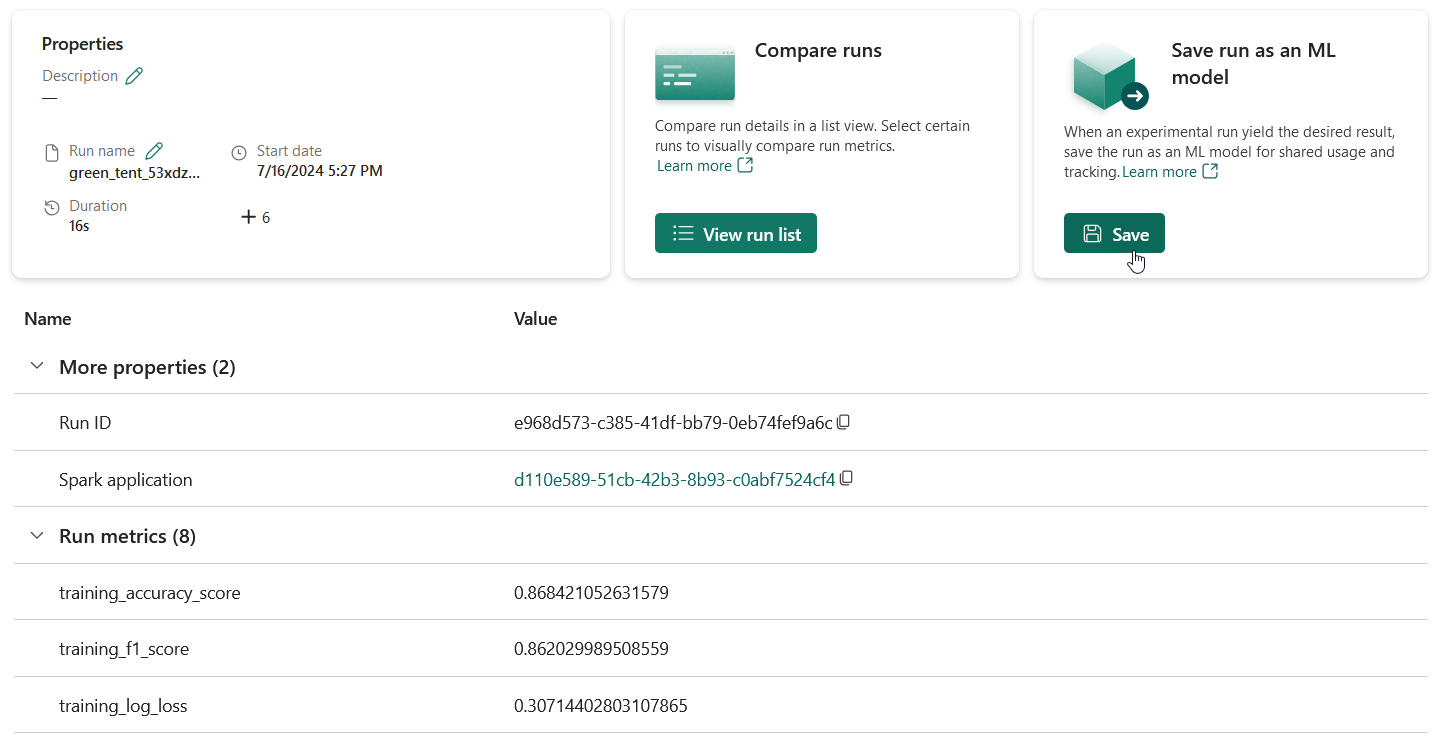 Properties
Description
—
Run name
green_tent_53xdz...
Start date
7/16/2024 5:27 PM
Duration
16s
+ 6
Compare runs
Compare run details in a list view. Select certain
runs to visually compare run metrics.
Learn more
View run list
Save run as an ML
model
When an experimental run yield the desired result,
save the run as an ML model for shared usage and
tracking. Learn more
Save
Name Value
More properties (2)
Run ID e968d573-c385-41df-bb79-0eb74fef9a6c
Spark application d110e589-51cb-42b3-8b93-c0abf7524cf4
Run metrics (8)
training_accuracy_score 0.868421052631579
training_f1_score 0.862029989508559
training_log_loss 0.30714402803107865